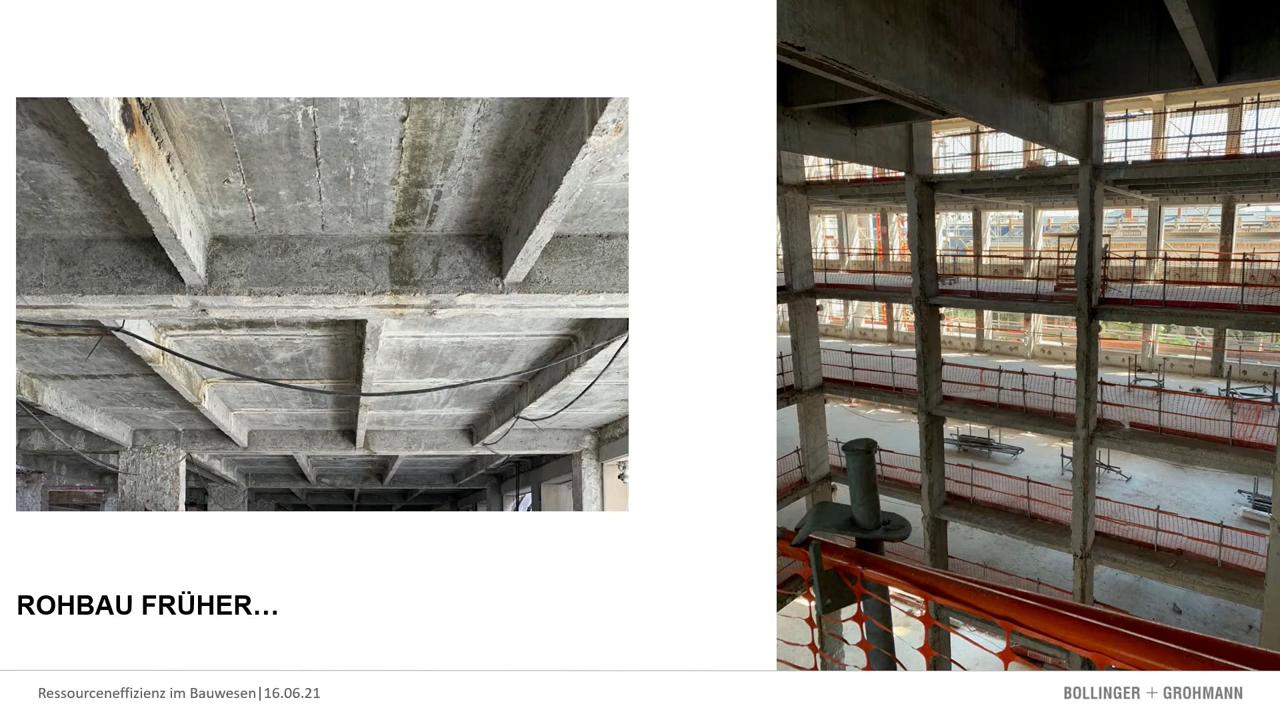 ROHBAU FRÜHER…
Ressourceneffizienz im Bauwesen|16.06.21
BOLLINGER + GROHMANN